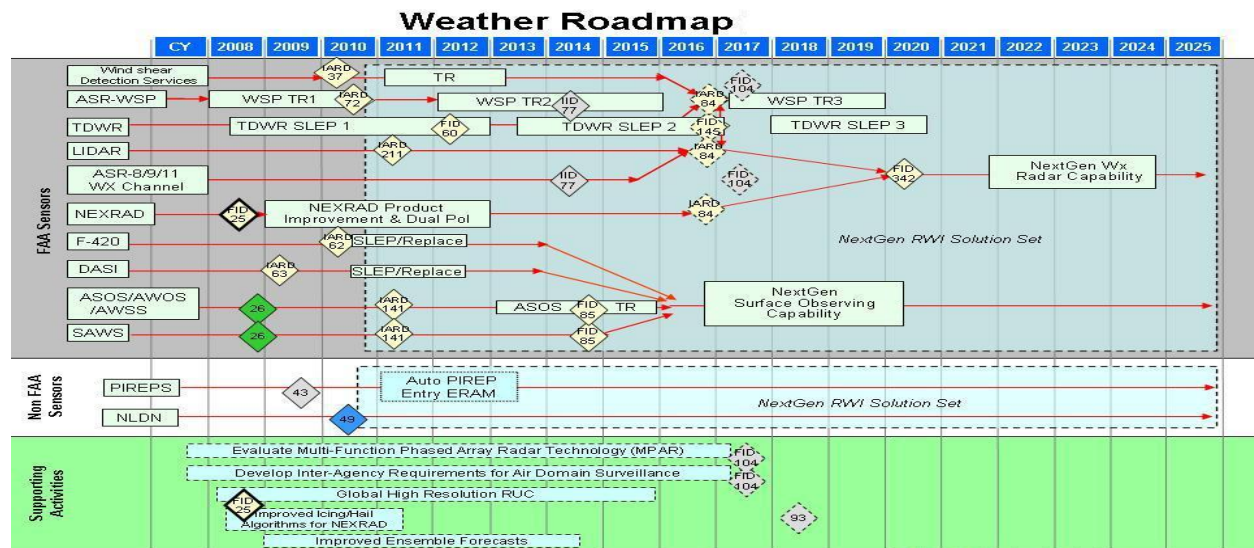 Weather Roadmap
CY 2008 2009 2010 2011 2012 2013 2014 2015 2016 2017 2018 2019 2020 2021 2022 2023 2024 2025
FAA Sensors
Wind shear
Detection Services
IARD
37
TR
FID
104
ASR-WSP
WSP TR1
IARD
72
WSP TR2
IID
77
IARD
84
WSP TR3
TDWR
TDWR SLEP 1
FID
60
TDWR SLEP 2
FID
145
TDWR SLEP 3
LIDAR
IARD
211
IARD
84
ASR-8/9/11
WX Channel
IID
77
FID
104
FID
342
NextGen Wx
Radar Capability
NEXRAD
FID
25
NEXRAD Product
Improvement & Dual Pol
IARD
84
F-420
IARD
62
SLEP/Replace
NextGen RWI Solution Set
DASI
IARD
63
SLEP/Replace
ASOS/AWOS
/AWSS
26
IARD
141
ASOS TR
FID
85
NextGen
Surface Observing
Capability
SAWS
26
IARD
141
FID
85
Non FAA
Sensors
PIREPS
43
Auto PIREP
Entry ERAM
NLDN
49
NextGen RWI Solution Set
Supporting
Activities
Evaluate Multi-Function Phased Array Radar Technology (MPAR)
FID
104
Develop Inter-Agency Requirements for Air Domain Surveillance
FID
104
Global High Resolution RUC
FID
25
Improved Icing/Hail
Algorithms for NEXRAD
93
Improved Ensemble Forecasts